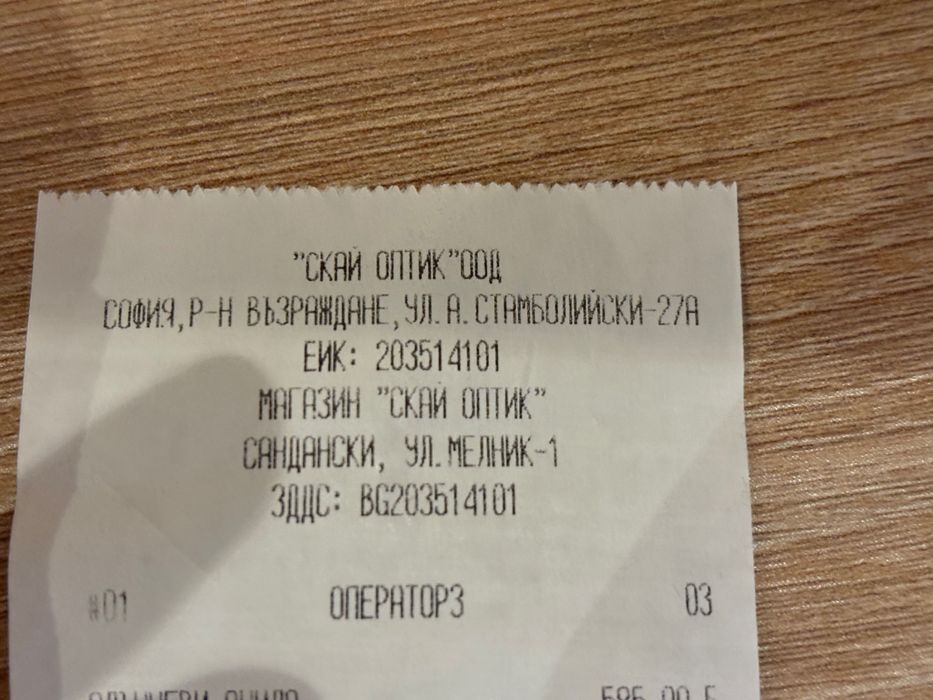 "СКАЙ ОПТИК"ООД
СОФИЯ,Р-Н ВЪЗРАЖДАНЕ,УЛ.А.СТАМБОЛИЙСКИ-27А
ЕИК: 203514101
МАГАЗИН "СКАЙ ОПТИК"
САНДАНСКИ, УЛ.МЕЛНИК-1
ЗДДС: BG203514101
#01 ОПЕРАТОР3 03